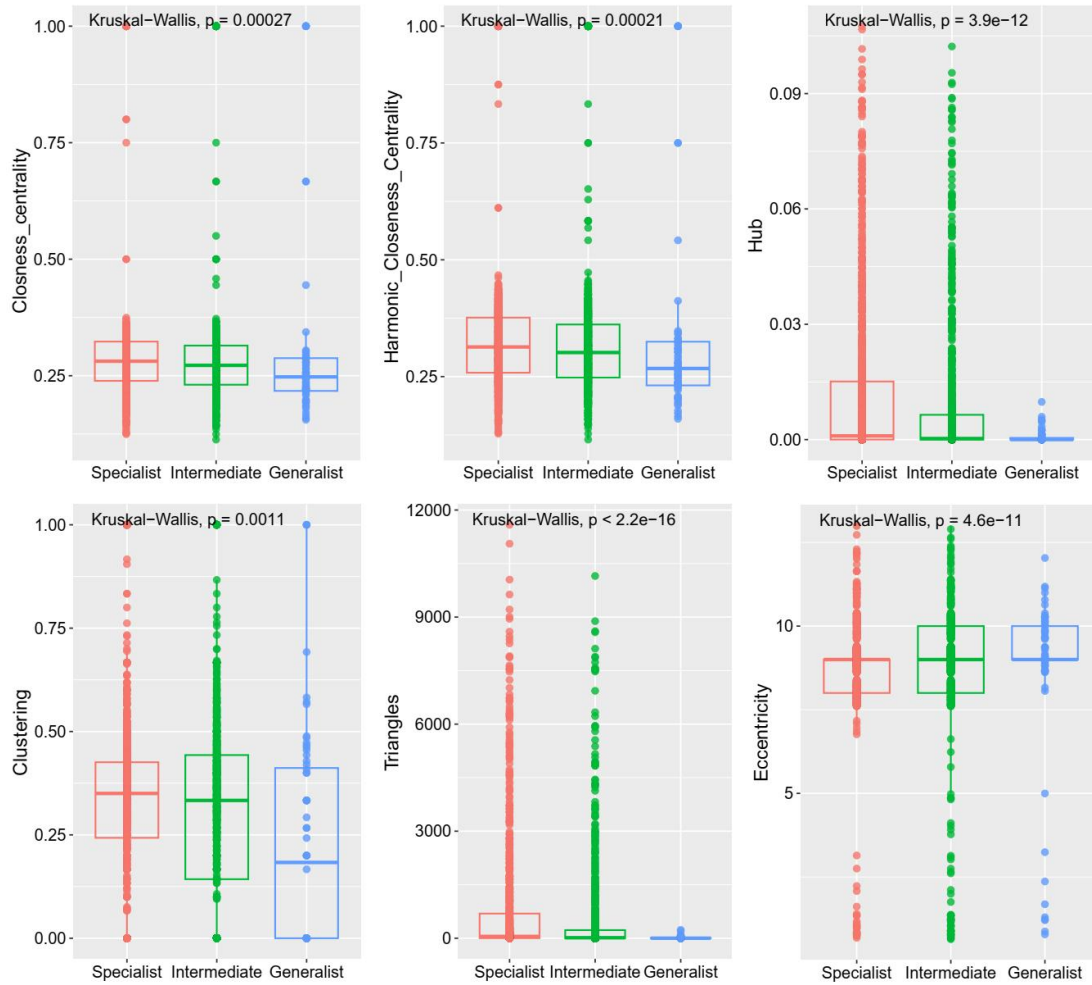 Kruskal−Wallis, p = 0.00027
Closness_centrality
1.00
0.75
0.50
0.25
Specialist Intermediate Generalist
Kruskal−Wallis, p = 0.00021
Harmonic_Closeness_Centrality
1.00
0.75
0.50
0.25
Specialist Intermediate Generalist
Kruskal−Wallis, p = 3.9e−12
Hub
0.09
0.06
0.03
0.00
Specialist Intermediate Generalist
Kruskal−Wallis, p = 0.0011
Clustering
1.00
0.75
0.50
0.25
0.00
Specialist Intermediate Generalist
Kruskal−Wallis, p < 2.2e−16
Triangles
12000
9000
6000
3000
0
Specialist Intermediate Generalist
Kruskal−Wallis, p = 4.6e−11
Eccentricity
10
5
Specialist Intermediate Generalist